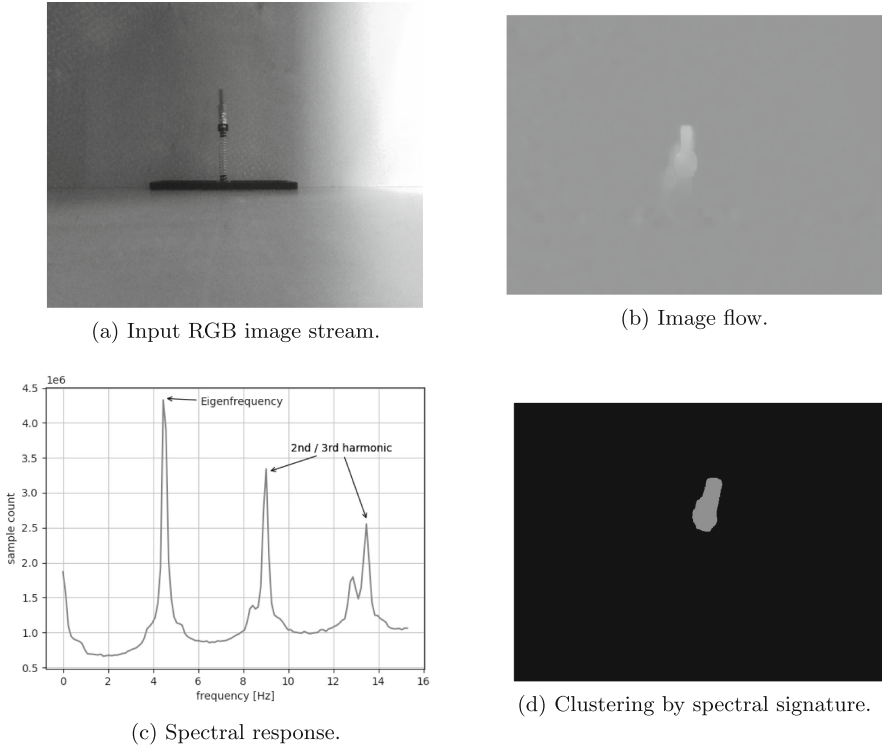 (a) Input RGB image stream.
(b) Image flow.
1e6
4.5
4.0
3.5
3.0
2.5
2.0
1.5
1.0
0.5
sample count
Eigenfrequency
2nd / 3rd harmonic
0 2 4 6 8 10 12 14 16
frequency [Hz]
(c) Spectral response.
(d) Clustering by spectral signature.